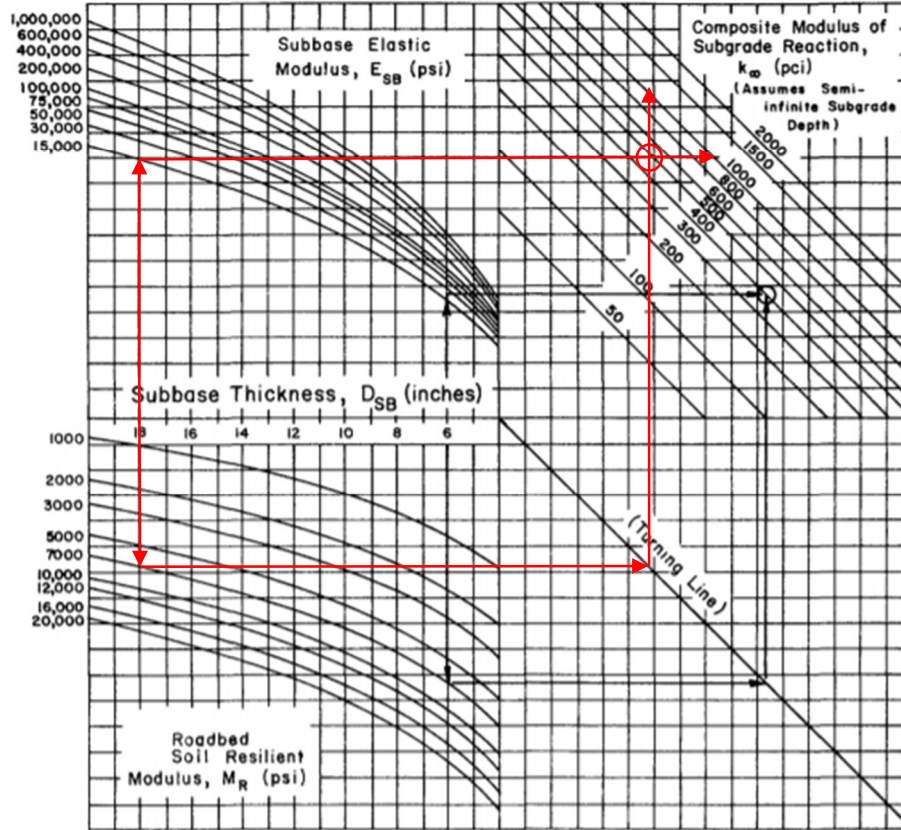 1,000,000
600,000
400,000
200,000
100,000
75,000
50,000
30,000
15,000
Subbase Elastic
Modulus, ESB (psi)
Composite Modulus of
Subgrade Reaction,
k∞ (pci)
(Assumes Semi-
infinite Subgrade
Depth)
2000
1500
1000
800
600
500
400
300
200
100
50
Subbase Thickness, DSB (inches)
18
16
14
12
10
8
6
1000
2000
3000
5000
7000
10,000
12,000
16,000
20,000
(Turning Line)
Roadbed
Soil Resilient
Modulus, MR (psi)